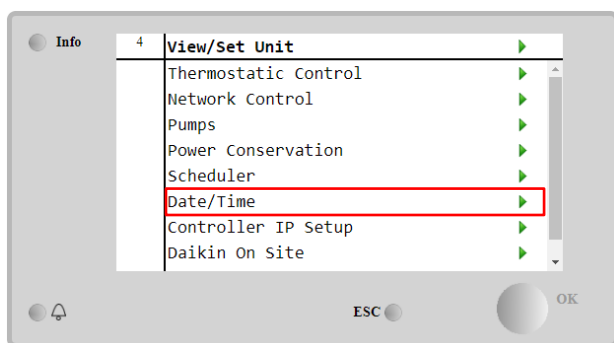 Info
4 View/Set Unit
Thermostatic Control
Network Control
Pumps
Power Conservation
Scheduler
Date/Time
Controller IP Setup
Daikin On Site
ESC
OK